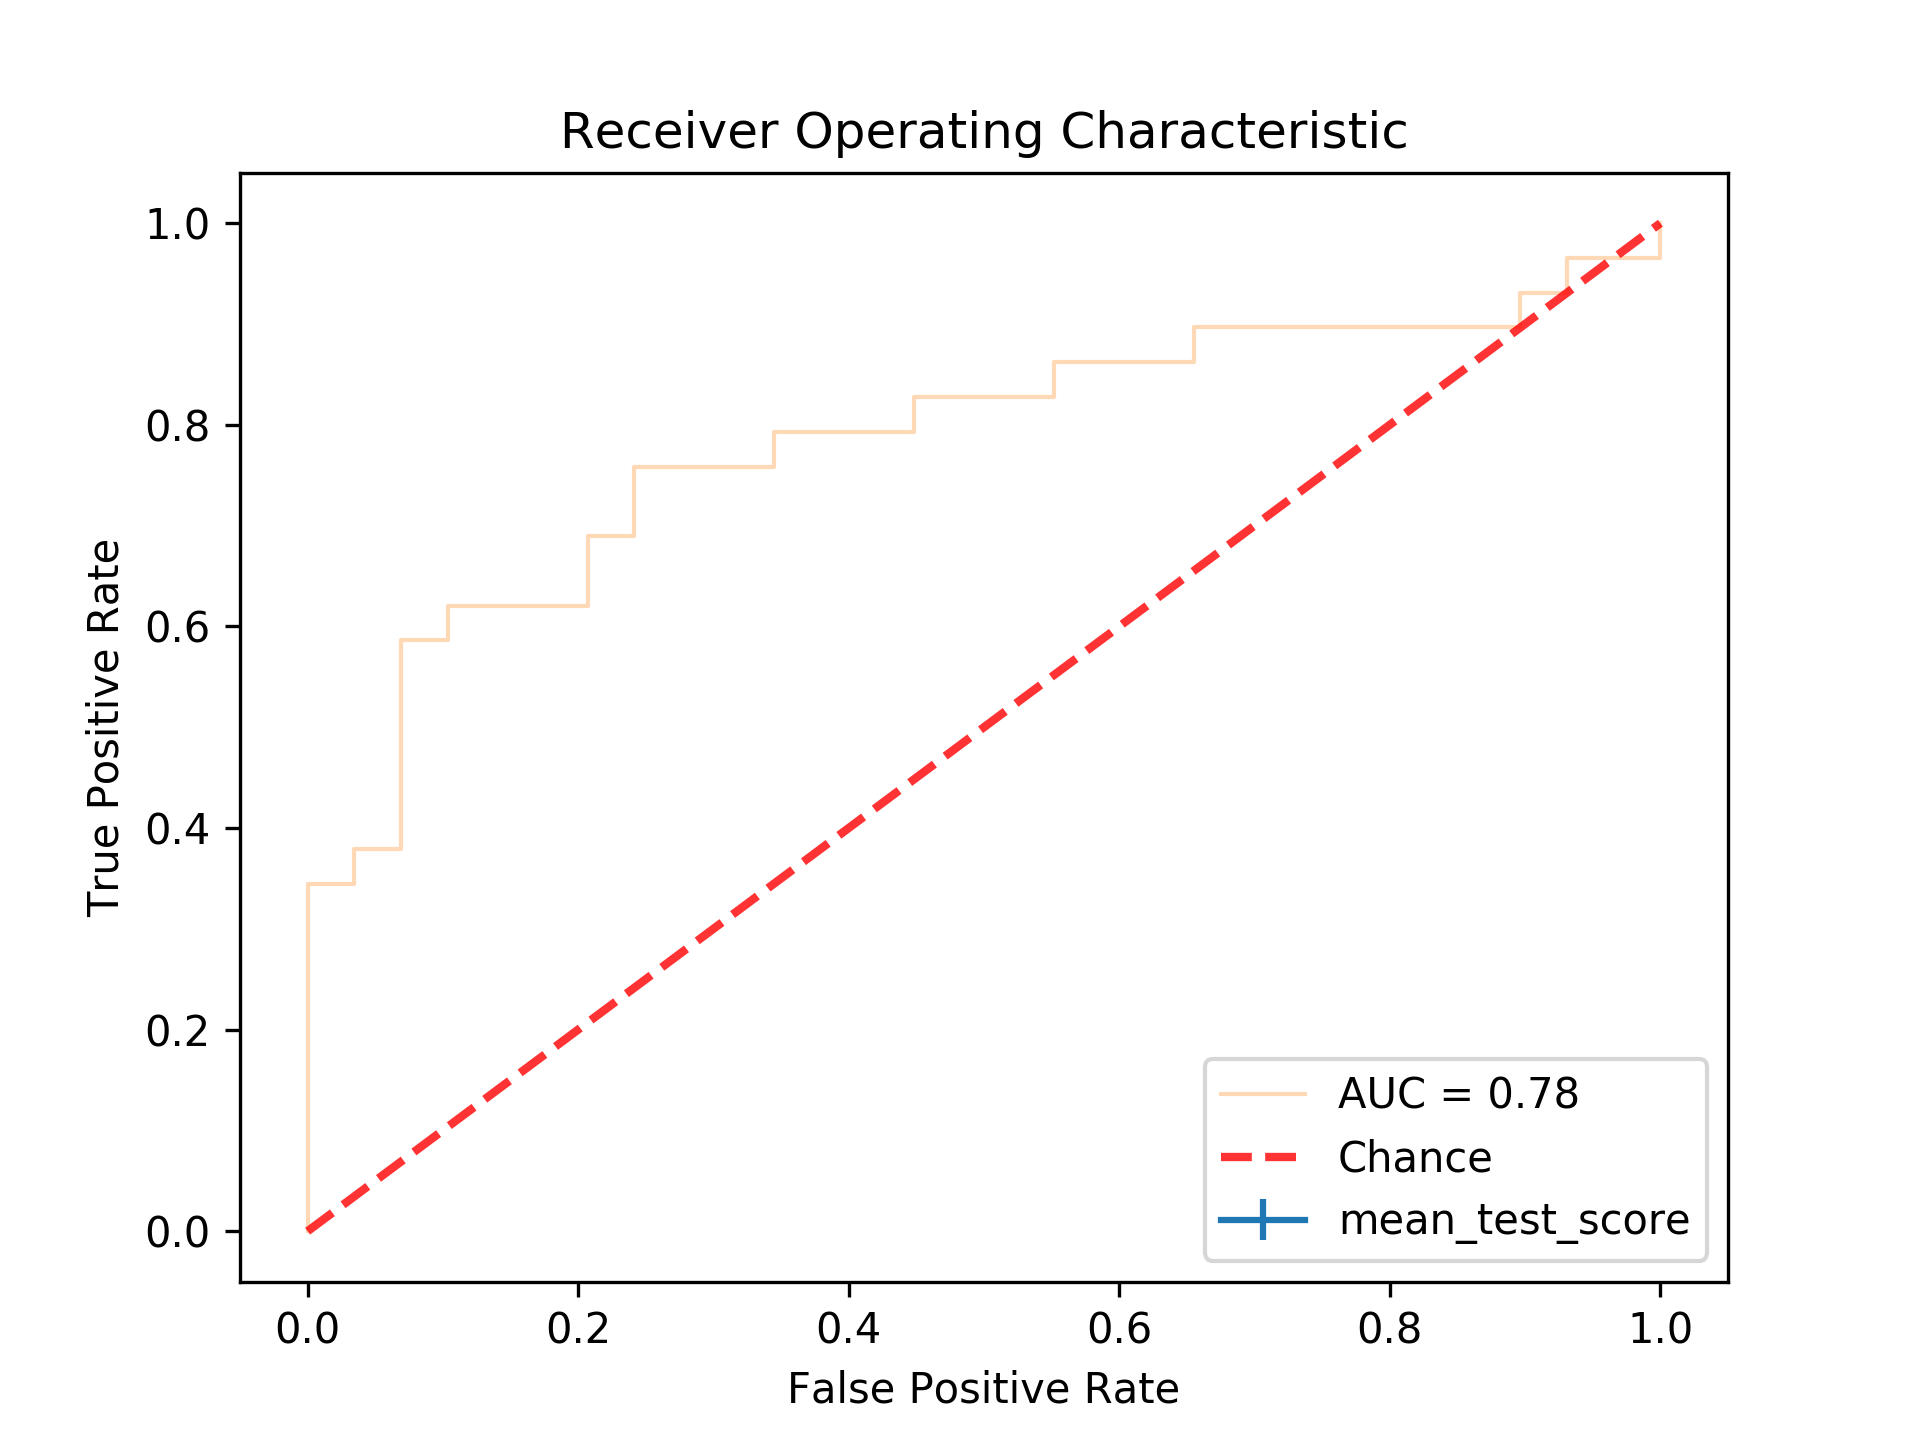 Receiver Operating Characteristic
1.0
0.8
0.6
0.4
0.2
0.0
True Positive Rate
AUC = 0.78
Chance
mean_test_score
0.0 0.2 0.4 0.6 0.8 1.0
False Positive Rate